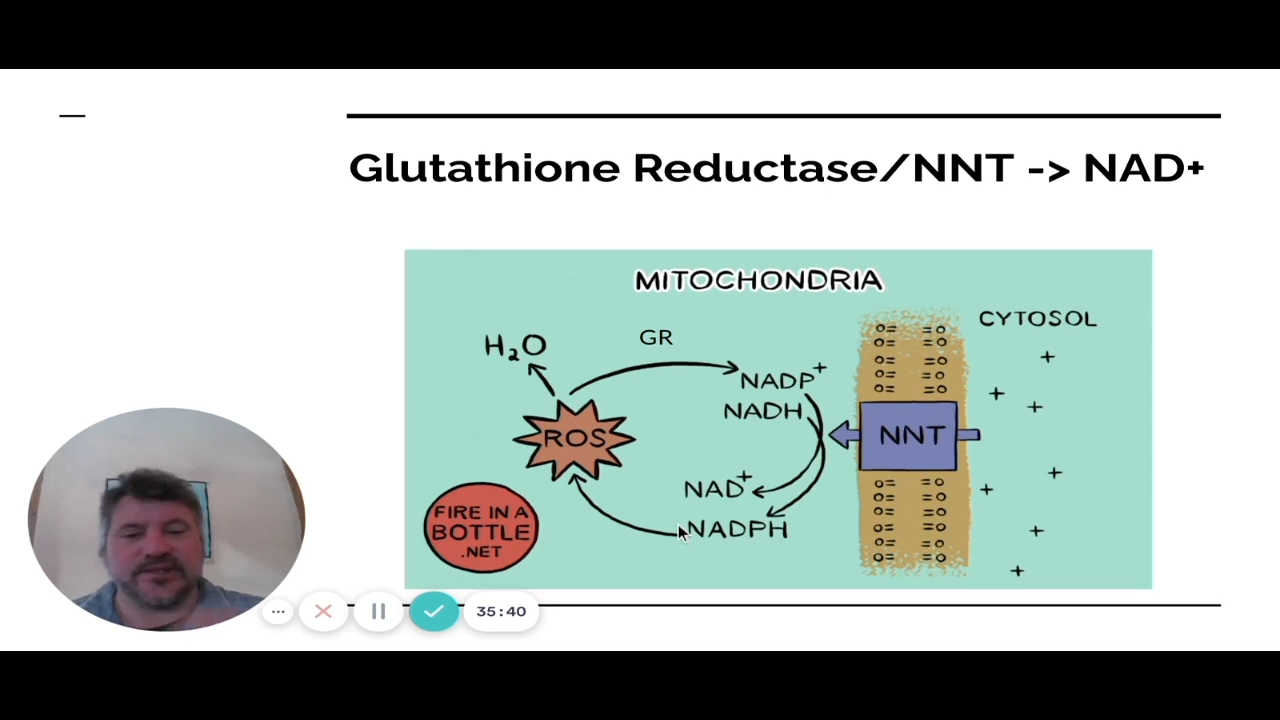 Glutathione Reductase/NNT -> NAD+
MITOCHONDRIA
CYTOSOL
H₂O
GR
NADP+
NADH
ROS
NNT
NAD+
NADPH
FIRE IN A
BOTTLE
.NET
35:40